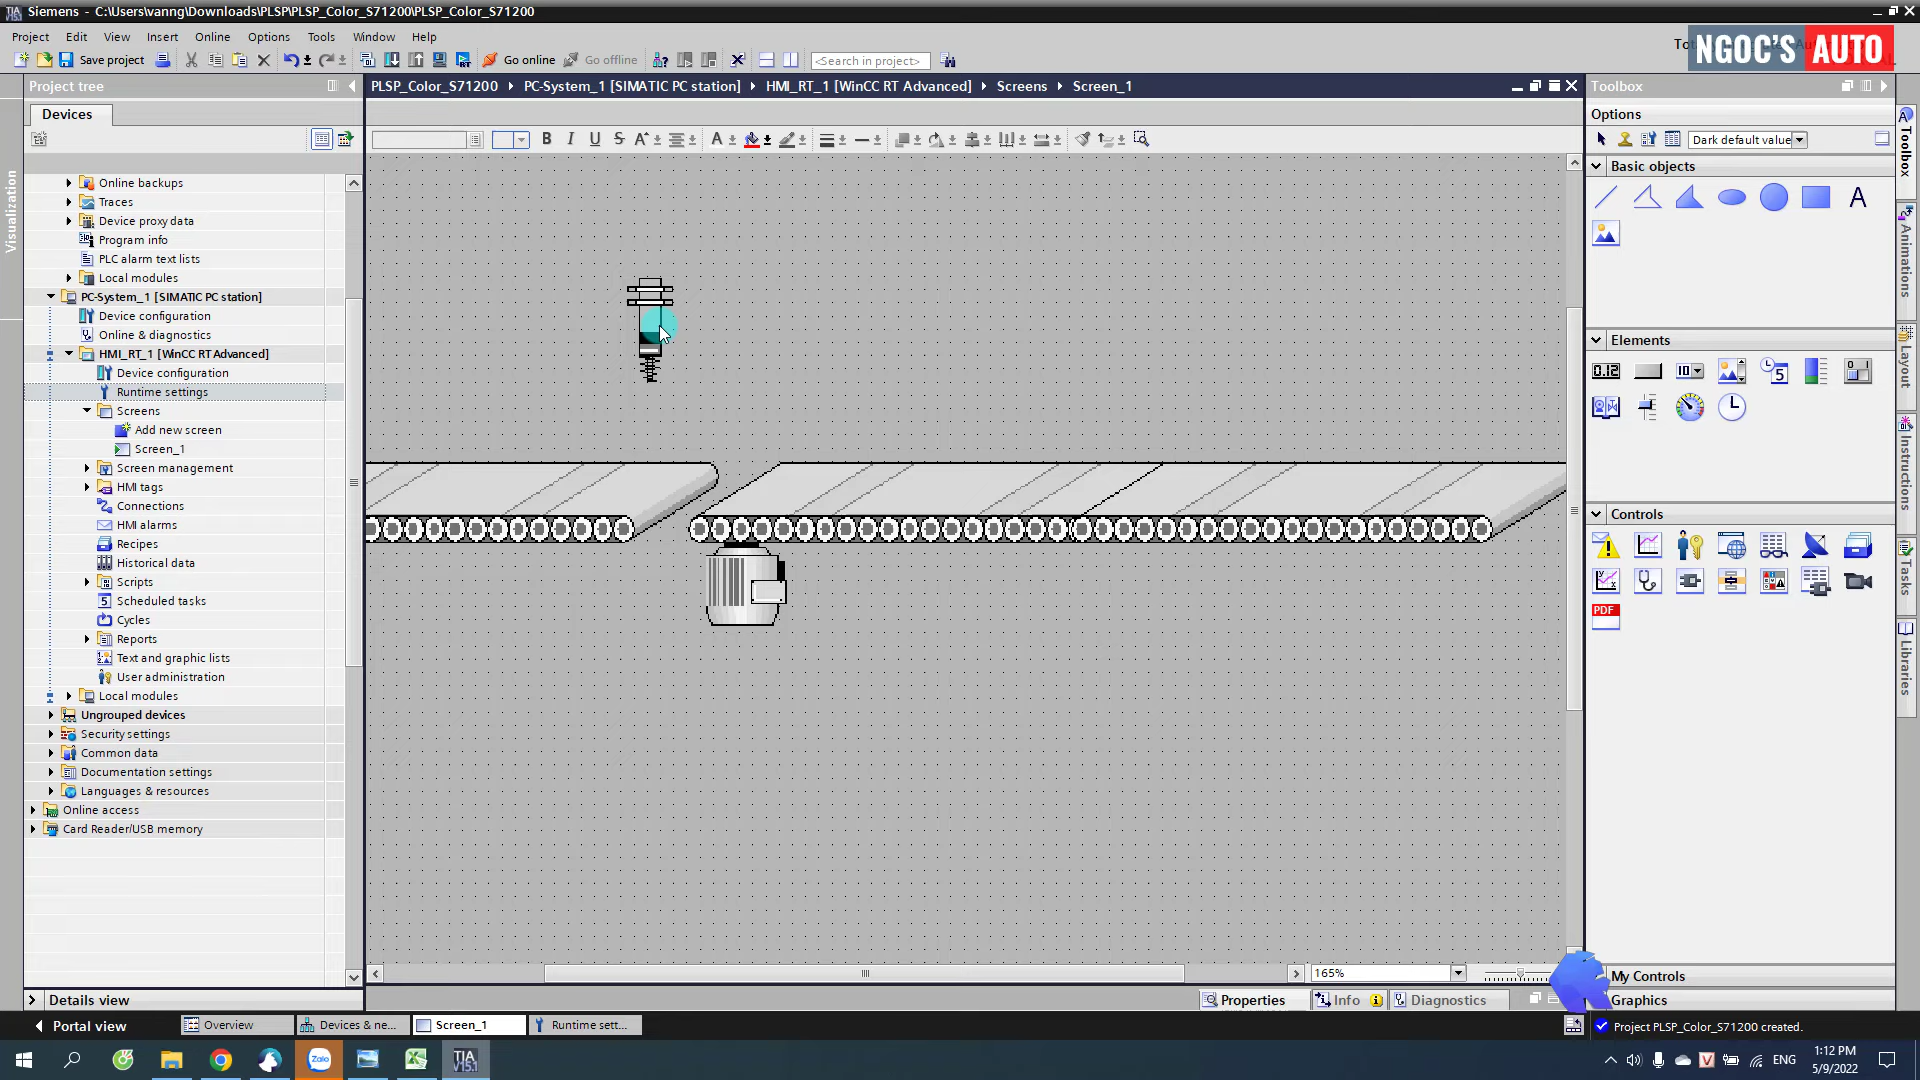 Siemens - C:\Users\vanng\Downloads\PLSP\PLSP_Color_S71200\PLSP_Color_S71200
Project Edit View Insert Online Options Tools Window Help
NGOC'S AUTO
Save project
Go online
Go offline
<Search in project>
Project tree
PLSP_Color_S71200 PC-System_1 [SIMATIC PC station] HMI_RT_1 [WinCC RT Advanced] Screens Screen_1
Toolbox
Devices
Options
Dark default value
Visualization
Online backups
Traces
Device proxy data
Program info
PLC alarm text lists
Local modules
PC-System_1 [SIMATIC PC station]
Device configuration
Online & diagnostics
HMI_RT_1 [WinCC RT Advanced]
Device configuration
Runtime settings
Screens
Add new screen
Screen_1
Screen management
HMI tags
Connections
HMI alarms
Recipes
Historical data
Scripts
Scheduled tasks
Cycles
Reports
Text and graphic lists
User administration
Local modules
Ungrouped devices
Security settings
Common data
Documentation settings
Languages & resources
Online access
Card Reader/USB memory
Basic objects
Elements
Controls
PDF
My Controls
Graphics
Toolbox
Animations
Layout
Instructions
Tasks
Libraries
165%
Properties
Info
Diagnostics
Details view
Portal view
Overview
Devices & ne...
Screen_1
Runtime sett...
Project PLSP_Color_S71200 created.
Zalo
TIA V15.1
ENG
1:12 PM
5/9/2022